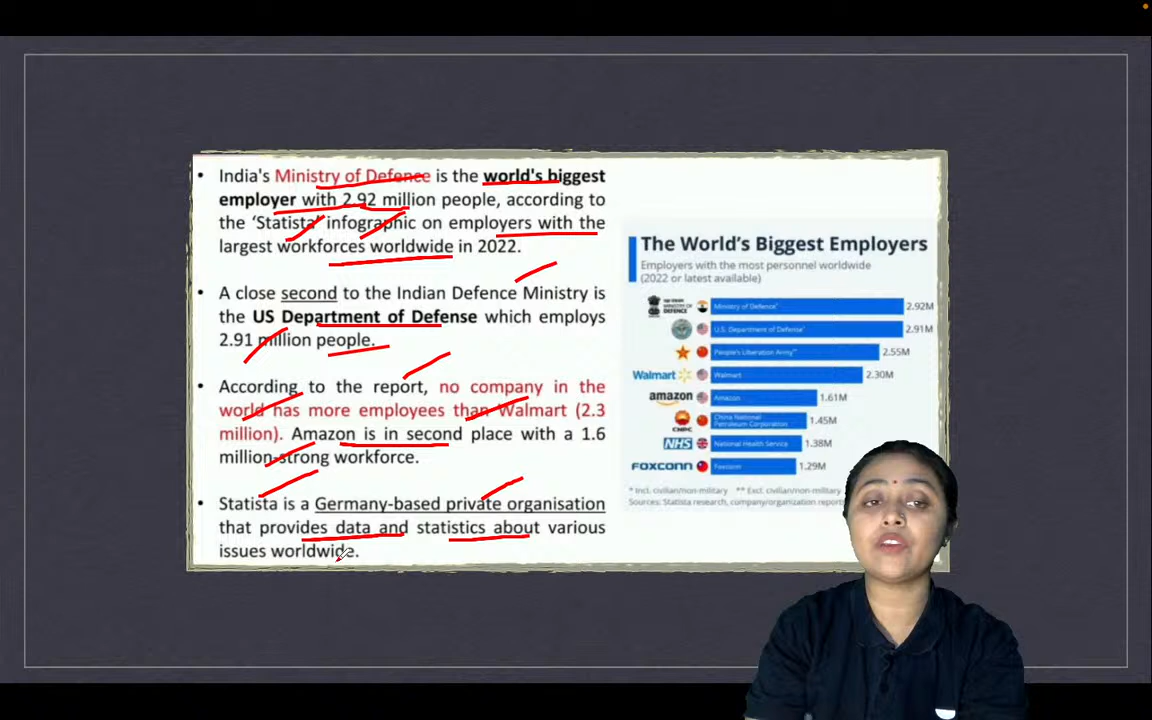 • India's Ministry of Defence is the world's biggest
employer with 2.92 million people, according to
the ‘Statista’ infographic on employers with the
largest workforces worldwide in 2022.
• A close second to the Indian Defence Ministry is
the US Department of Defense which employs
2.91 million people.
• According to the report, no company in the
world has more employees than Walmart (2.3
million). Amazon is in second place with a 1.6
million-strong workforce.
• Statista is a Germany-based private organisation
that provides data and statistics about various
issues worldwide.
The World's Biggest Employers
Employers with the most personnel worldwide
(2022 or latest available)
MINISTRY OF DEFENCE Ministry of Defence* 2.92M
U.S. Department of Defense* 2.91M
People's Liberation Army** 2.55M
Walmart Walmart 2.30M
amazon Amazon 1.61M
CNPC China National
Petroleum Corporation 1.45M
NHS National Health Service 1.38M
FOXCONN Foxconn 1.29M
* Incl. civilian/non-military ** Excl. civilian/non-military
Sources: Statista research, company/organization reports